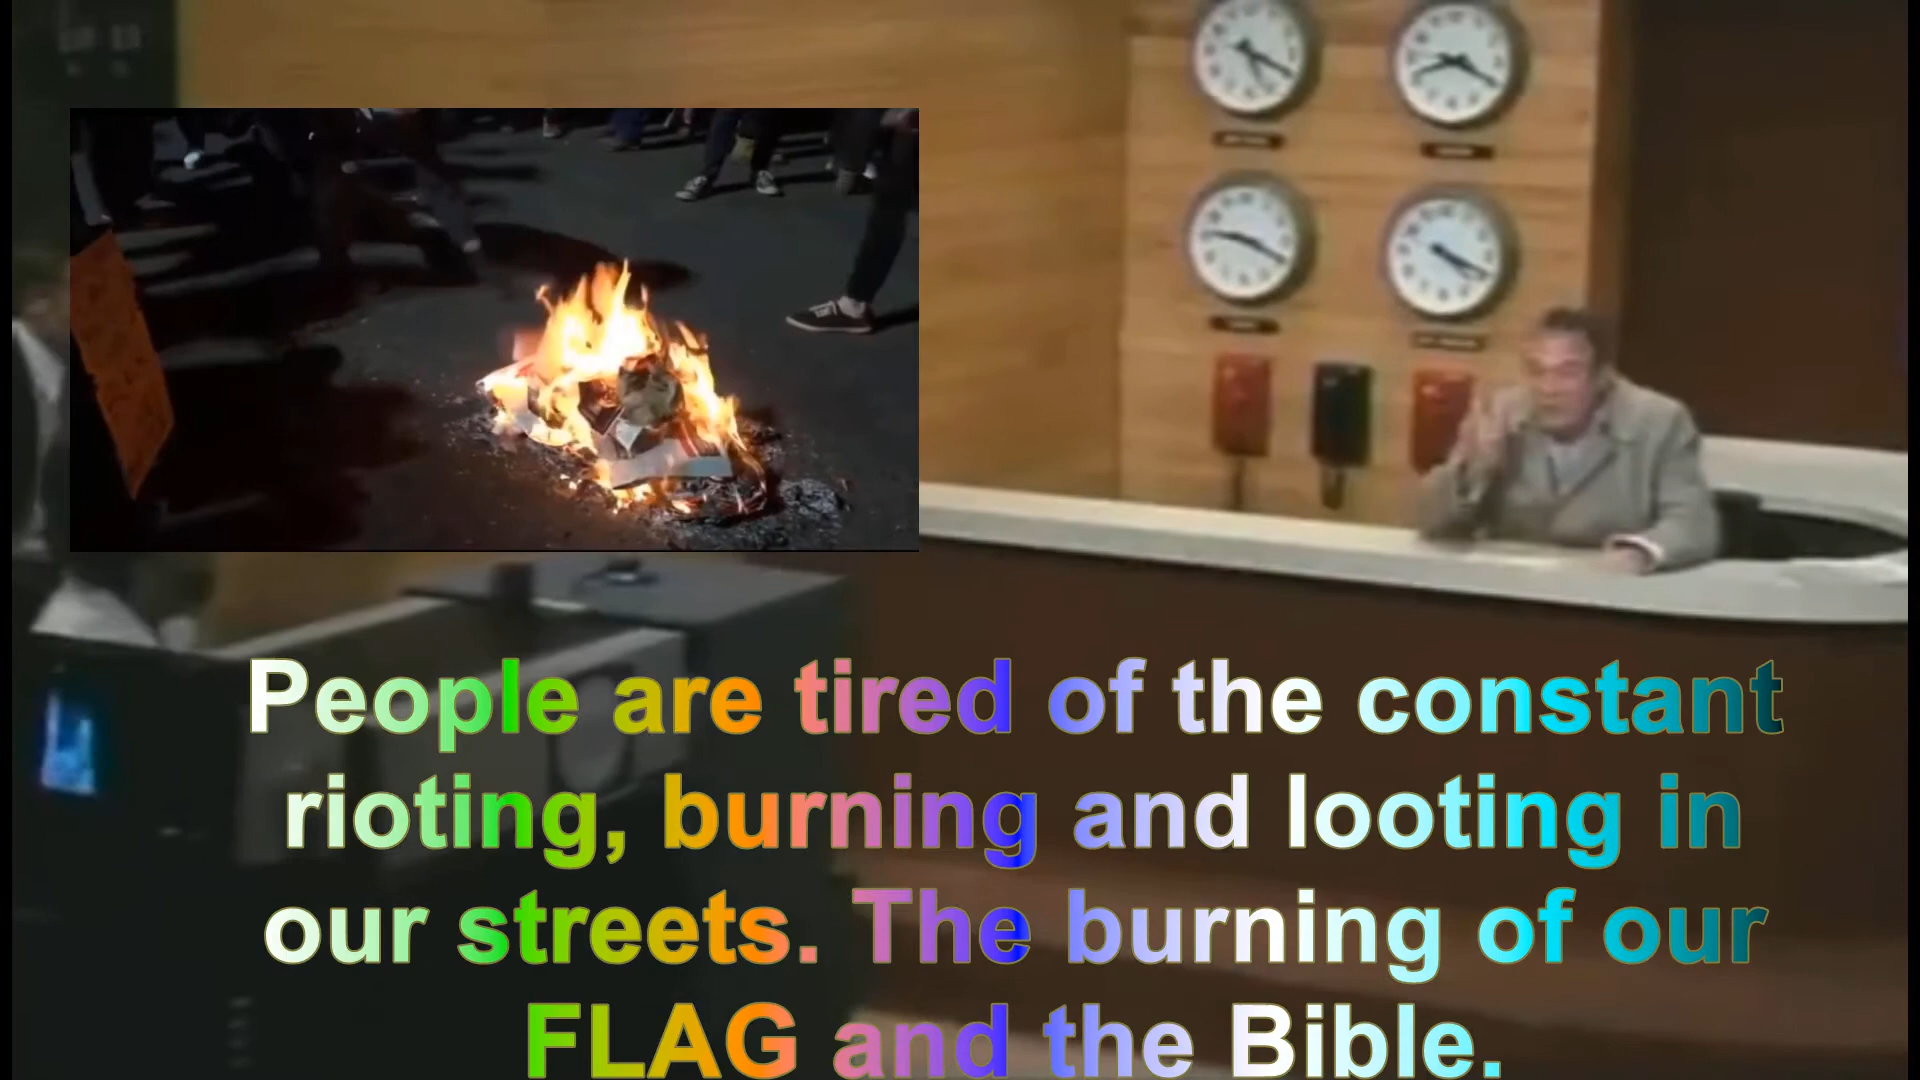 People are tired of the constant
rioting, burning and looting in
our streets. The burning of our
FLAG and the Bible.